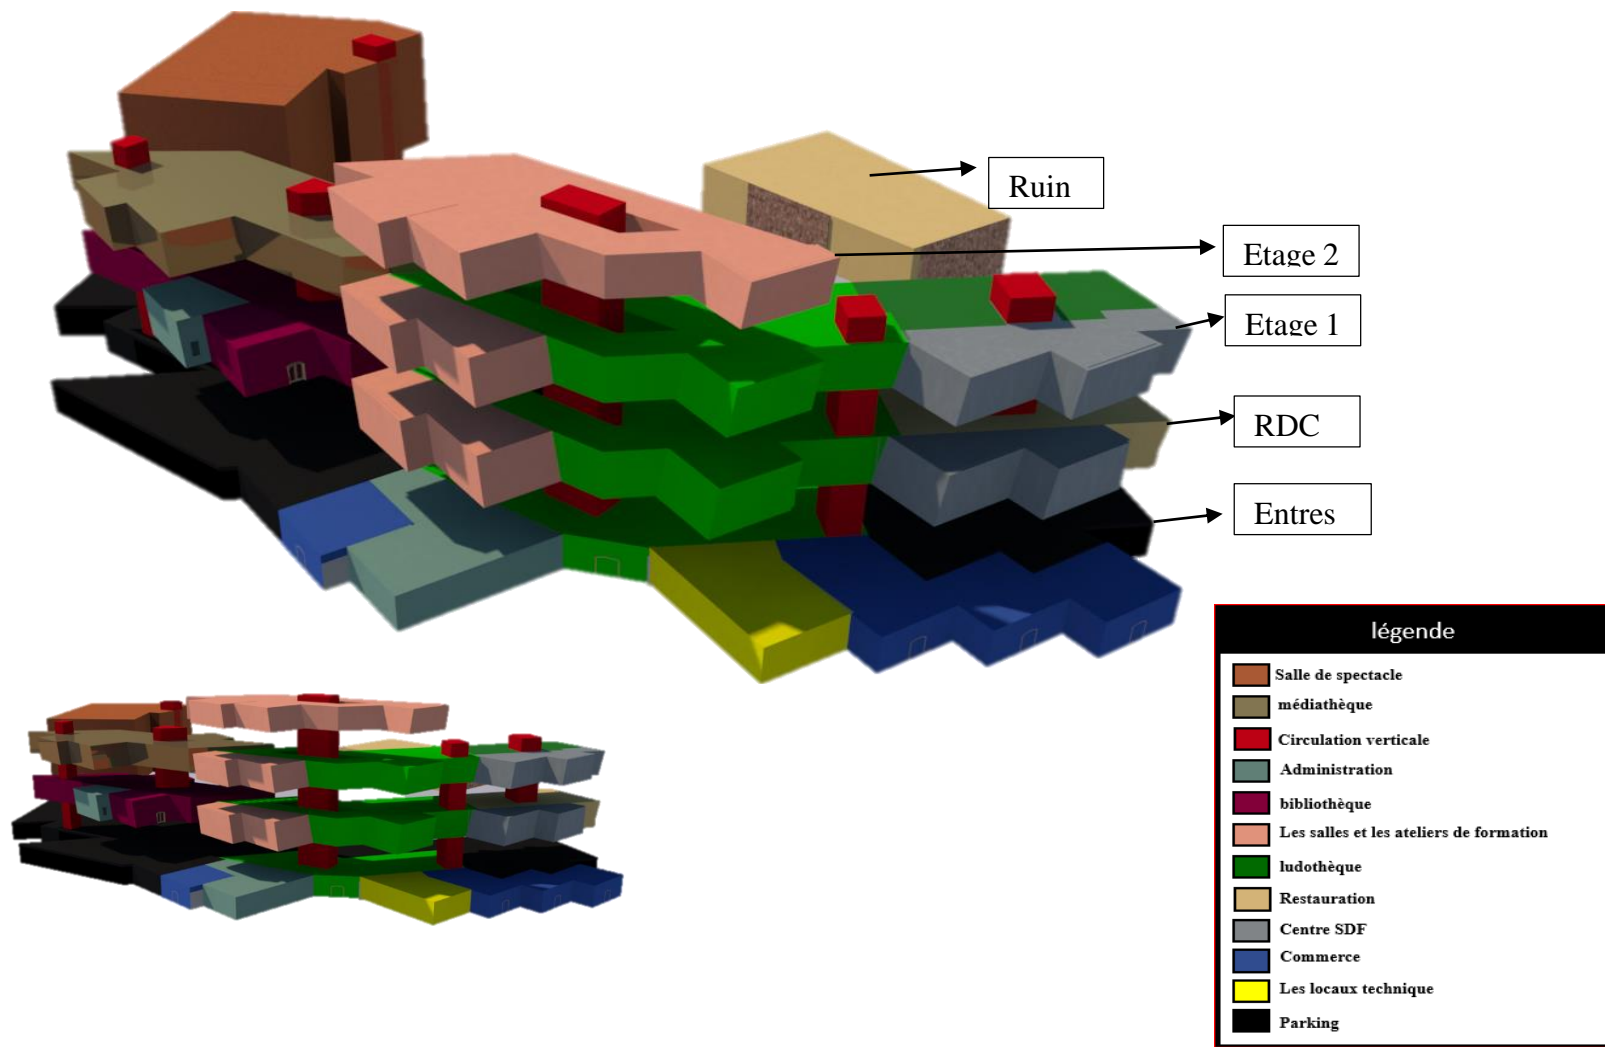 Ruin
Etage 2
Etage 1
RDC
Entres
légende
Salle de spectacle
médiathèque
Circulation verticale
Administration
bibliothèque
Les salles et les ateliers de formation
ludothèque
Restauration
Centre SDF
Commerce
Les locaux technique
Parking